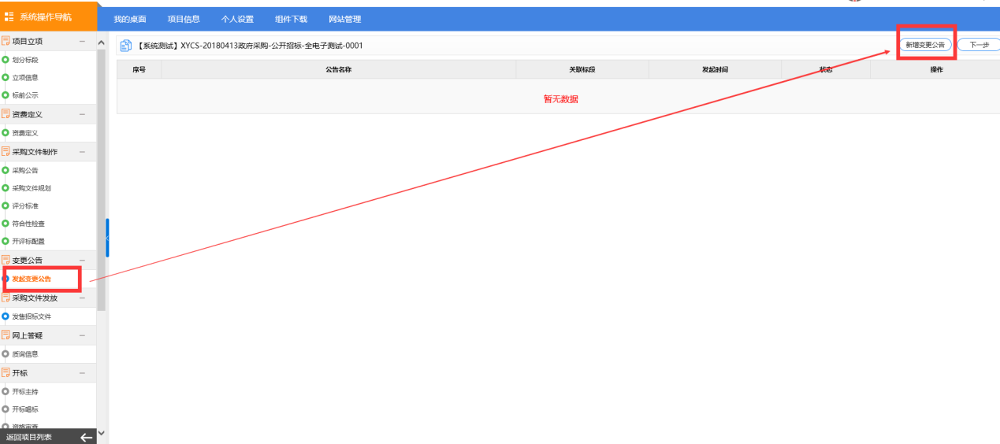 系统操作导航
我的桌面 项目信息 个人设置 组件下载 网站管理
项目立项
划分标段
立项信息
标前公示
资费定义
资费定义
采购文件制作
采购公告
采购文件规划
评分标准
符合性检查
开评标配置
变更公告
发起变更公告
采购文件发放
发售招标文件
网上答疑
质询信息
开标
开标主持
开标唱标
资格审查
返回项目列表
【系统测试】XYCS-20180413政府采购-公开招标-全电子测试-0001
新增变更公告 下一步
序号 公告名称 关联标段 发起时间 状态 操作
暂无数据